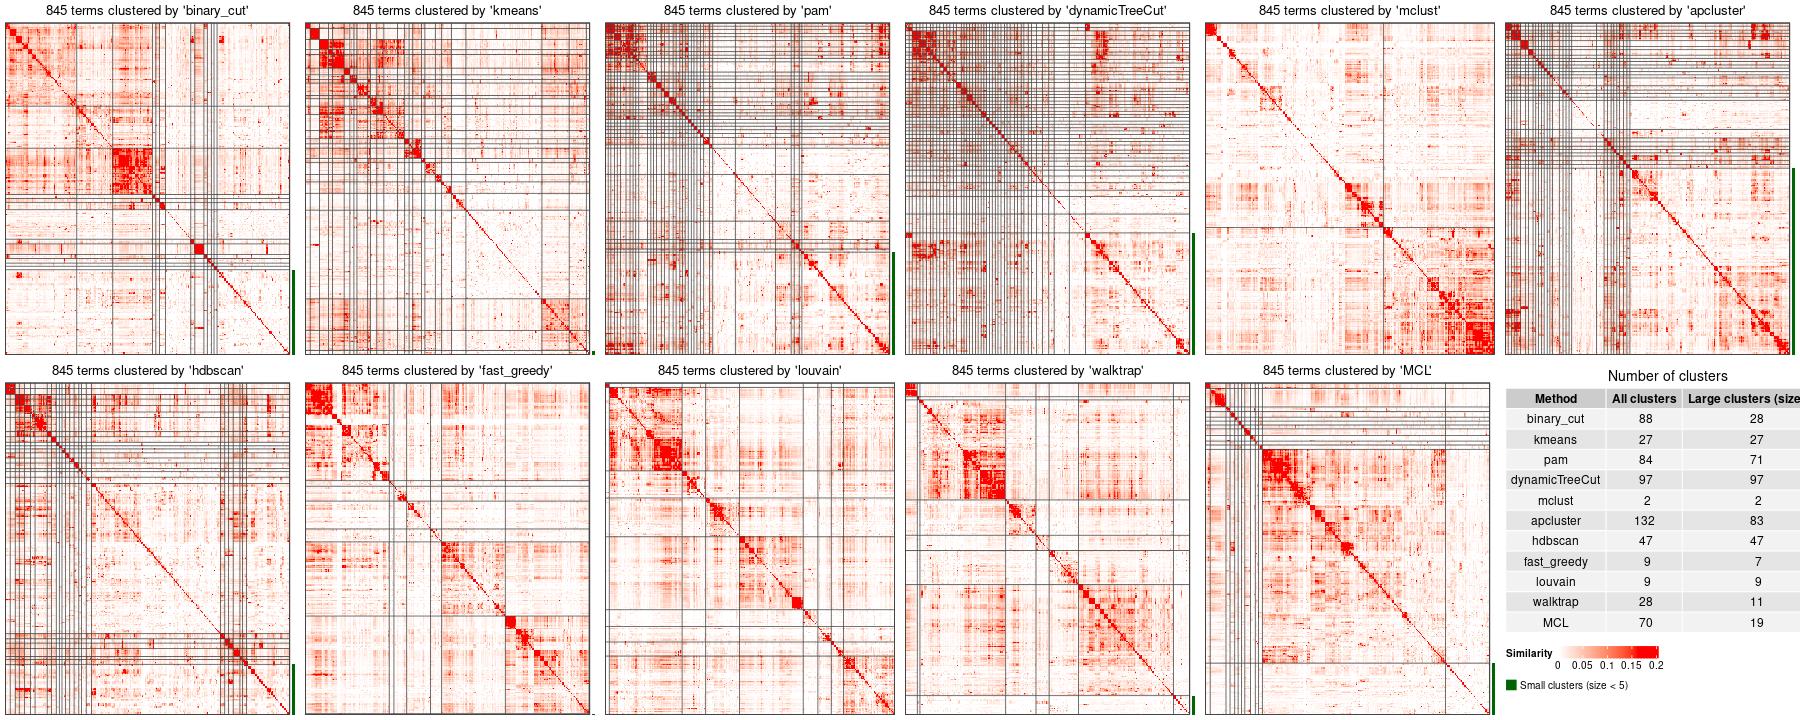 845 terms clustered by 'binary_cut'
845 terms clustered by 'kmeans'
845 terms clustered by 'pam'
845 terms clustered by 'dynamicTreeCut'
845 terms clustered by 'mclust'
845 terms clustered by 'apcluster'
845 terms clustered by 'hdbscan'
845 terms clustered by 'fast_greedy'
845 terms clustered by 'louvain'
845 terms clustered by 'walktrap'
845 terms clustered by 'MCL'
Number of clusters
Method All clusters Large clusters (size
binary_cut 88 28
kmeans 27 27
pam 84 71
dynamicTreeCut 97 97
mclust 2 2
apcluster 132 83
hdbscan 47 47
fast_greedy 9 7
louvain 9 9
walktrap 28 11
MCL 70 19
Similarity
0 0.05 0.1 0.15 0.2
Small clusters (size < 5)